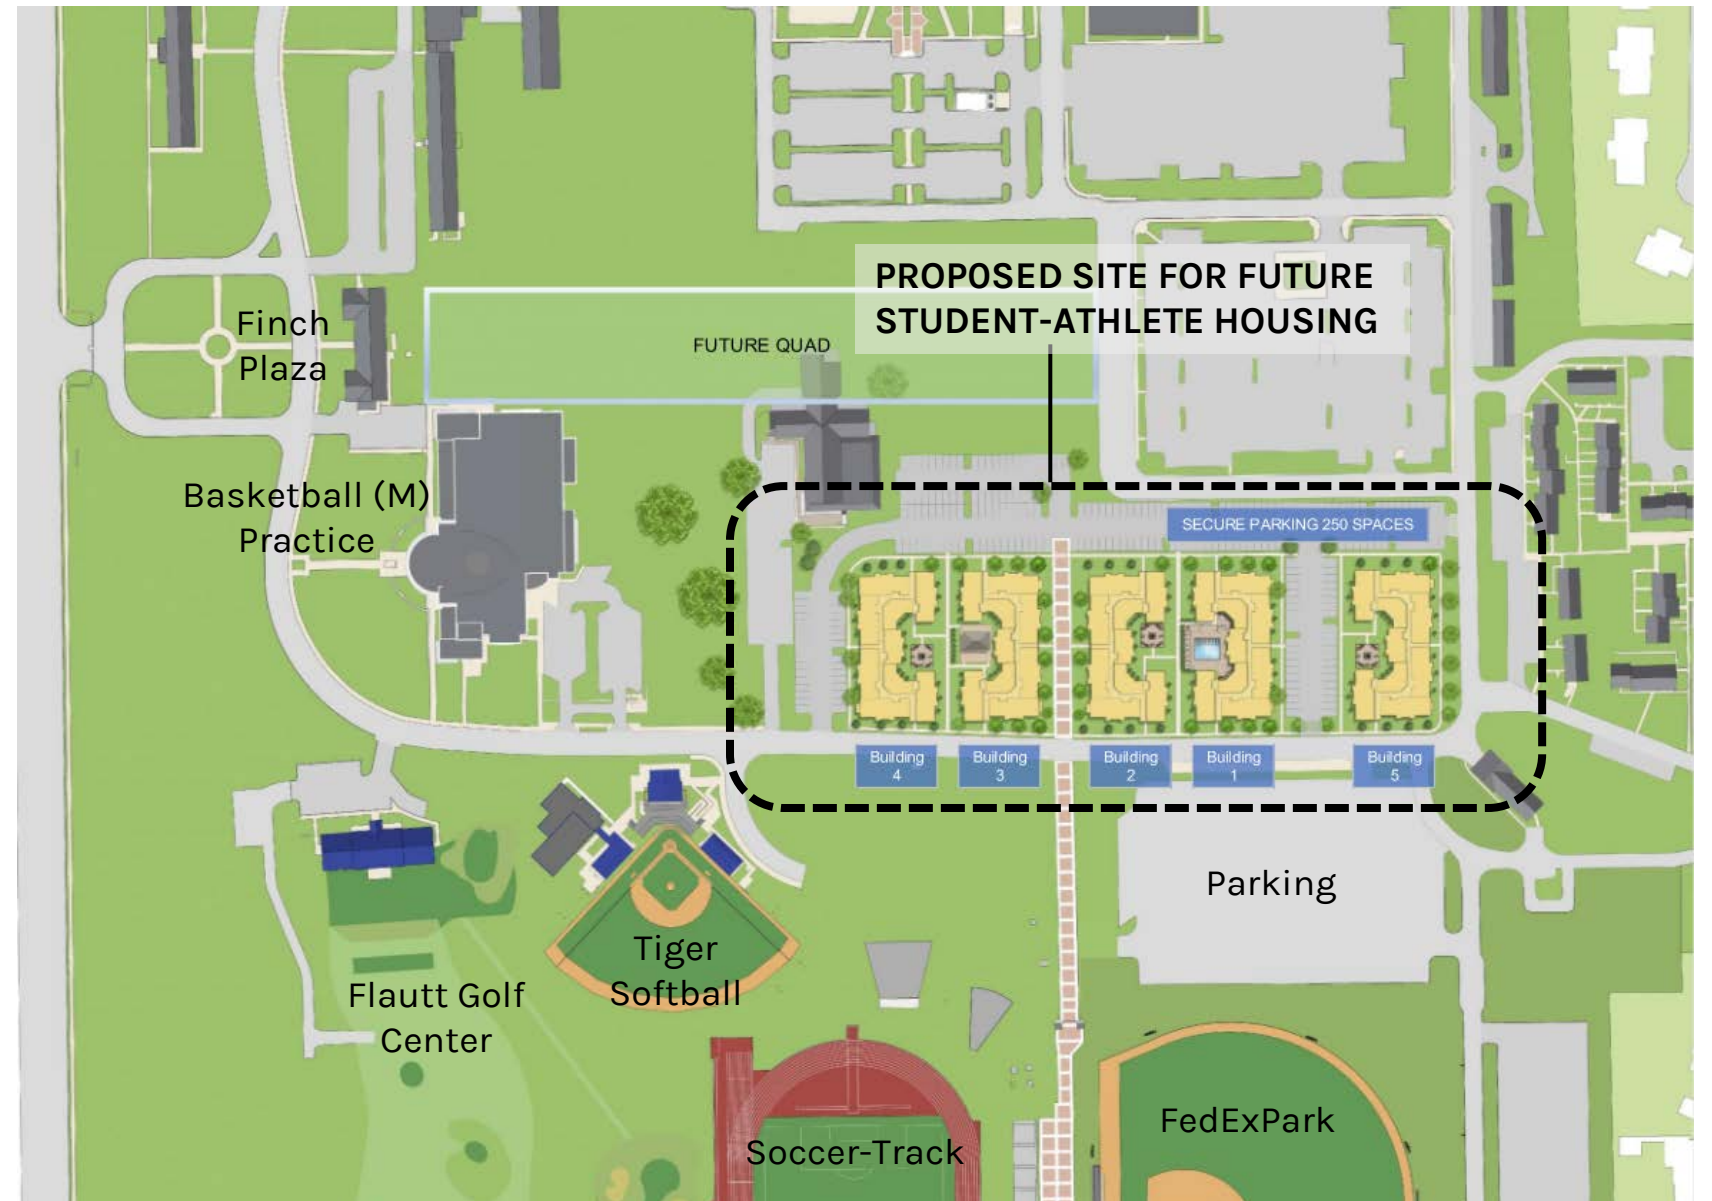 PROPOSED SITE FOR FUTURE
STUDENT-ATHLETE HOUSING
Finch
Plaza
FUTURE QUAD
Basketball (M)
Practice
SECURE PARKING 250 SPACES
Building
4
Building
3
Building
2
Building
1
Building
5
Parking
Tiger
Softball
Flautt Golf
Center
Soccer-Track
FedExPark